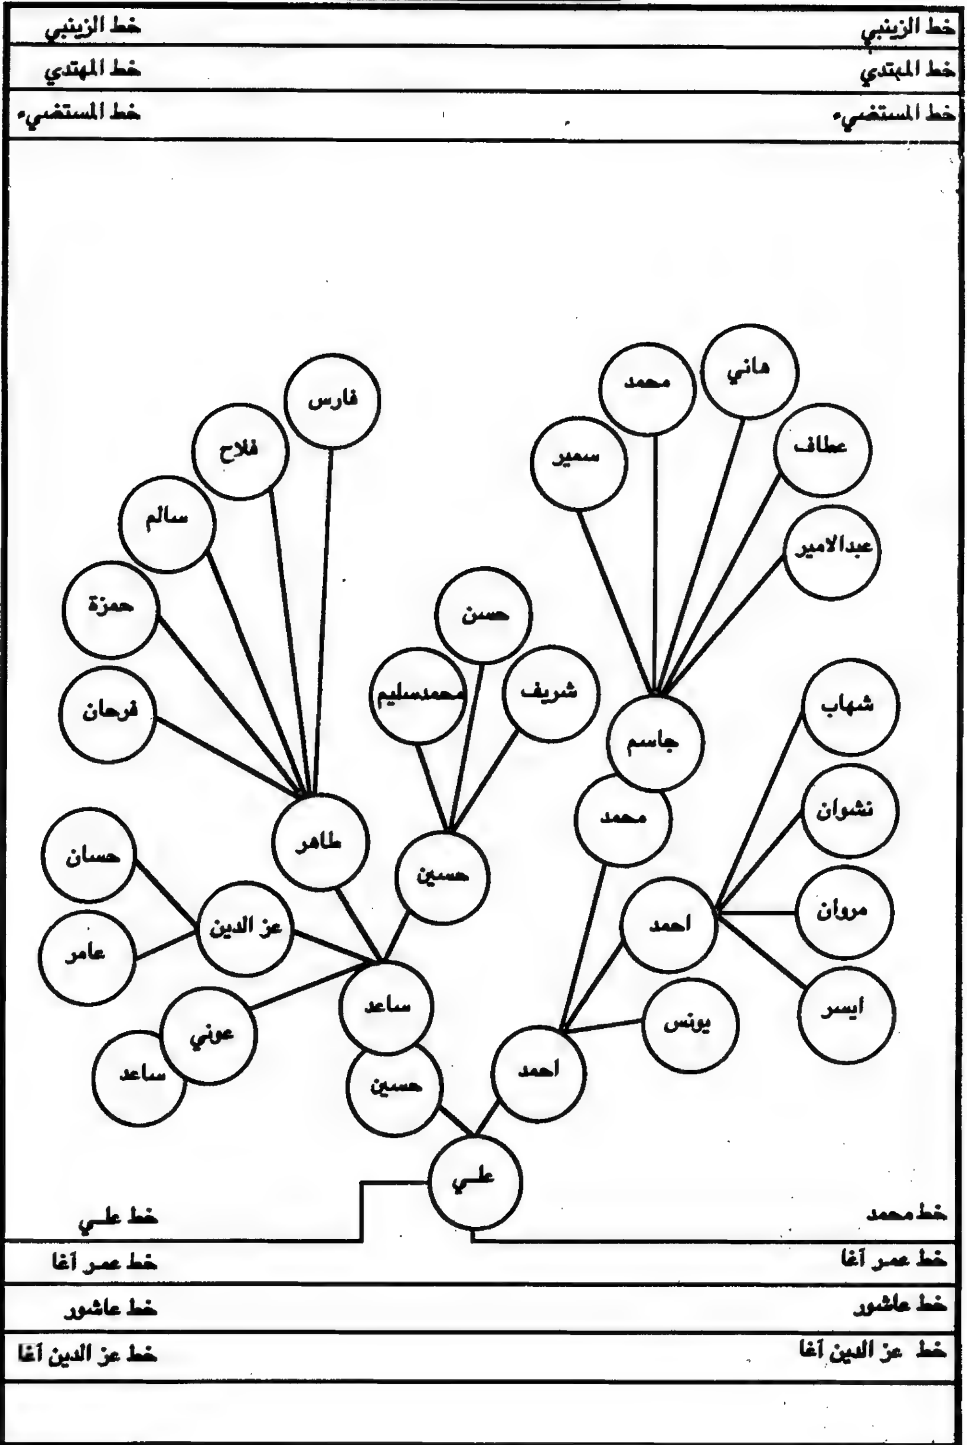 خط الزينبي
خط الزينبي
خط المهتدي
خط المهتدي
خط المستضيء
خط المستضيء
هاني
محمد
فارس
عطاف
سمير
فلاح
عبدالامير
سالم
حمزة
حسن
شريف
محمدسليم
فرحان
شهاب
جاسم
نشوان
محمد
طاهر
حسان
حسين
مروان
احمد
عز الدين
عامر
ايسر
يونس
ساعد
عوني
احمد
حسين
ساعد
علي
خط محمد
خط علي
خط عمر آغا
خط عمر آغا
خط عاشور
خط عاشور
خط عز الدين آغا
خط عز الدين آغا